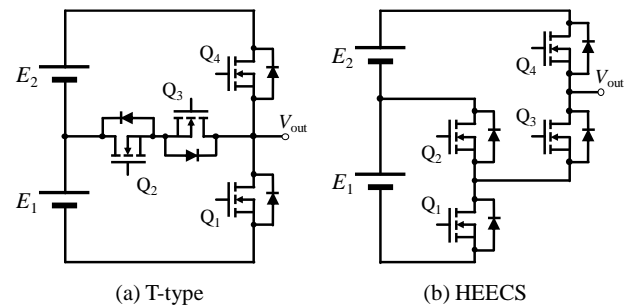 E2
Q4
Q3
Vout
Q2
E1
Q1
(a) T-type
E2
Q4
Vout
Q3
Q2
E1
Q1
(b) HEECS